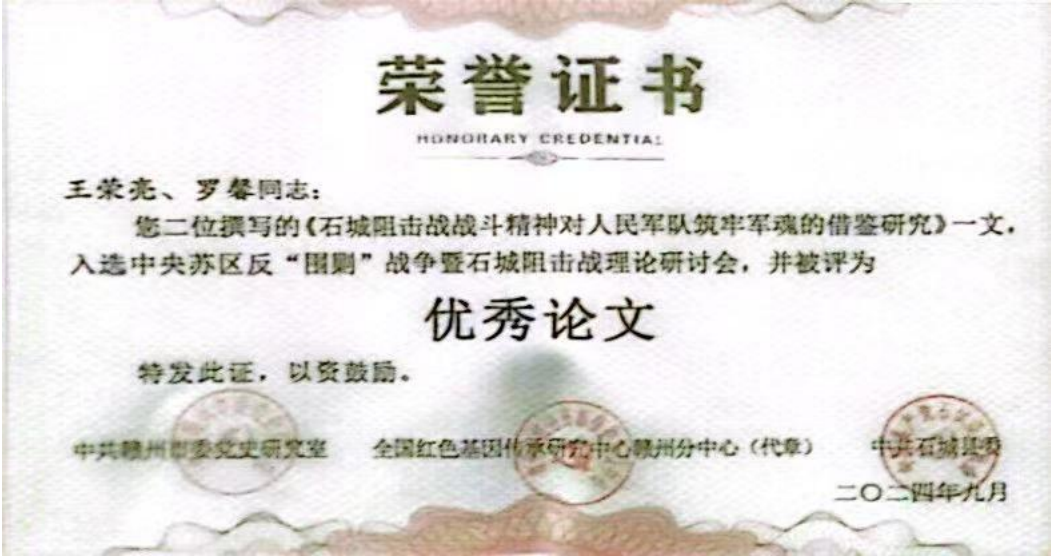 荣誉证书
HONORARY CREDENTIAL
王荣亮、罗馨同志:
您二位撰写的《石城阻击战战斗精神对人民军队筑牢军魂的借鉴研究》一文,
入选中央苏区反“围剿”战争暨石城阻击战理论研讨会,并被评为
优秀论文
特发此证,以资鼓励。
中共赣州市委党史研究室 全国红色基因传承研究中心赣州分中心(代章) 中共石城县委
二〇二四年九月